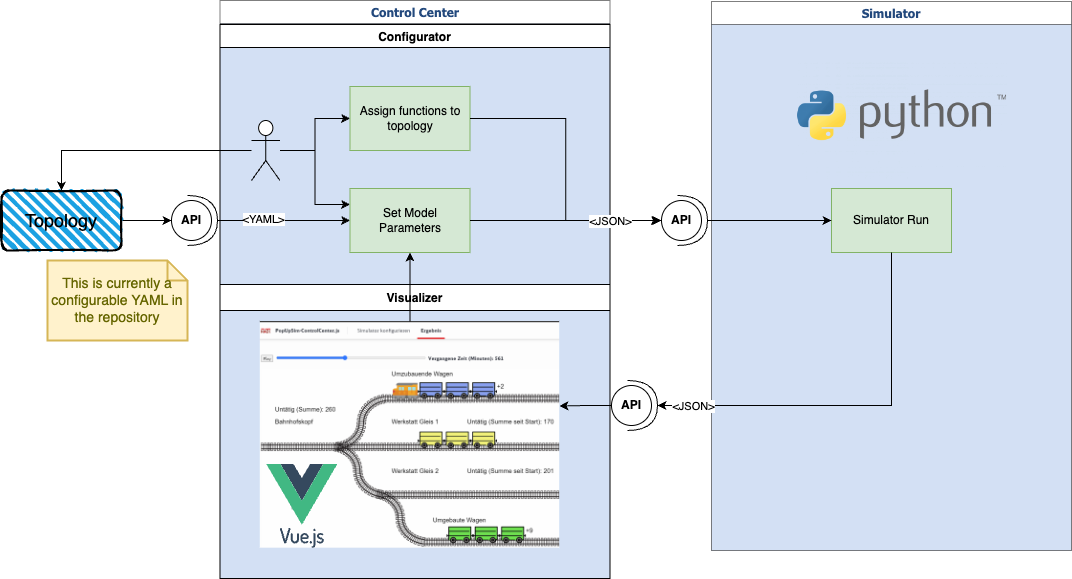 Control Center
Simulator
Configurator
python™
Assign functions to
topology
Topology
API
<YAML>
Set Model
Parameters
<JSON>
API
Simulator Run
This is currently a
configurable YAML in
the repository
Visualizer
PopUpSim-ControlCenter.js
Simulator konfigurieren
Ergebnis
Play
Vergangene Zeit (Minuten): 561
Umzubauende Wagen
+2
Untätig (Summe): 260
Bahnhofskopf
Werkstatt Gleis 1
Untätig (Summe seit Start): 170
Werkstatt Gleis 2
Untätig (Summe seit Start): 201
Umgebaute Wagen
+9
Vue.js
API
<JSON>